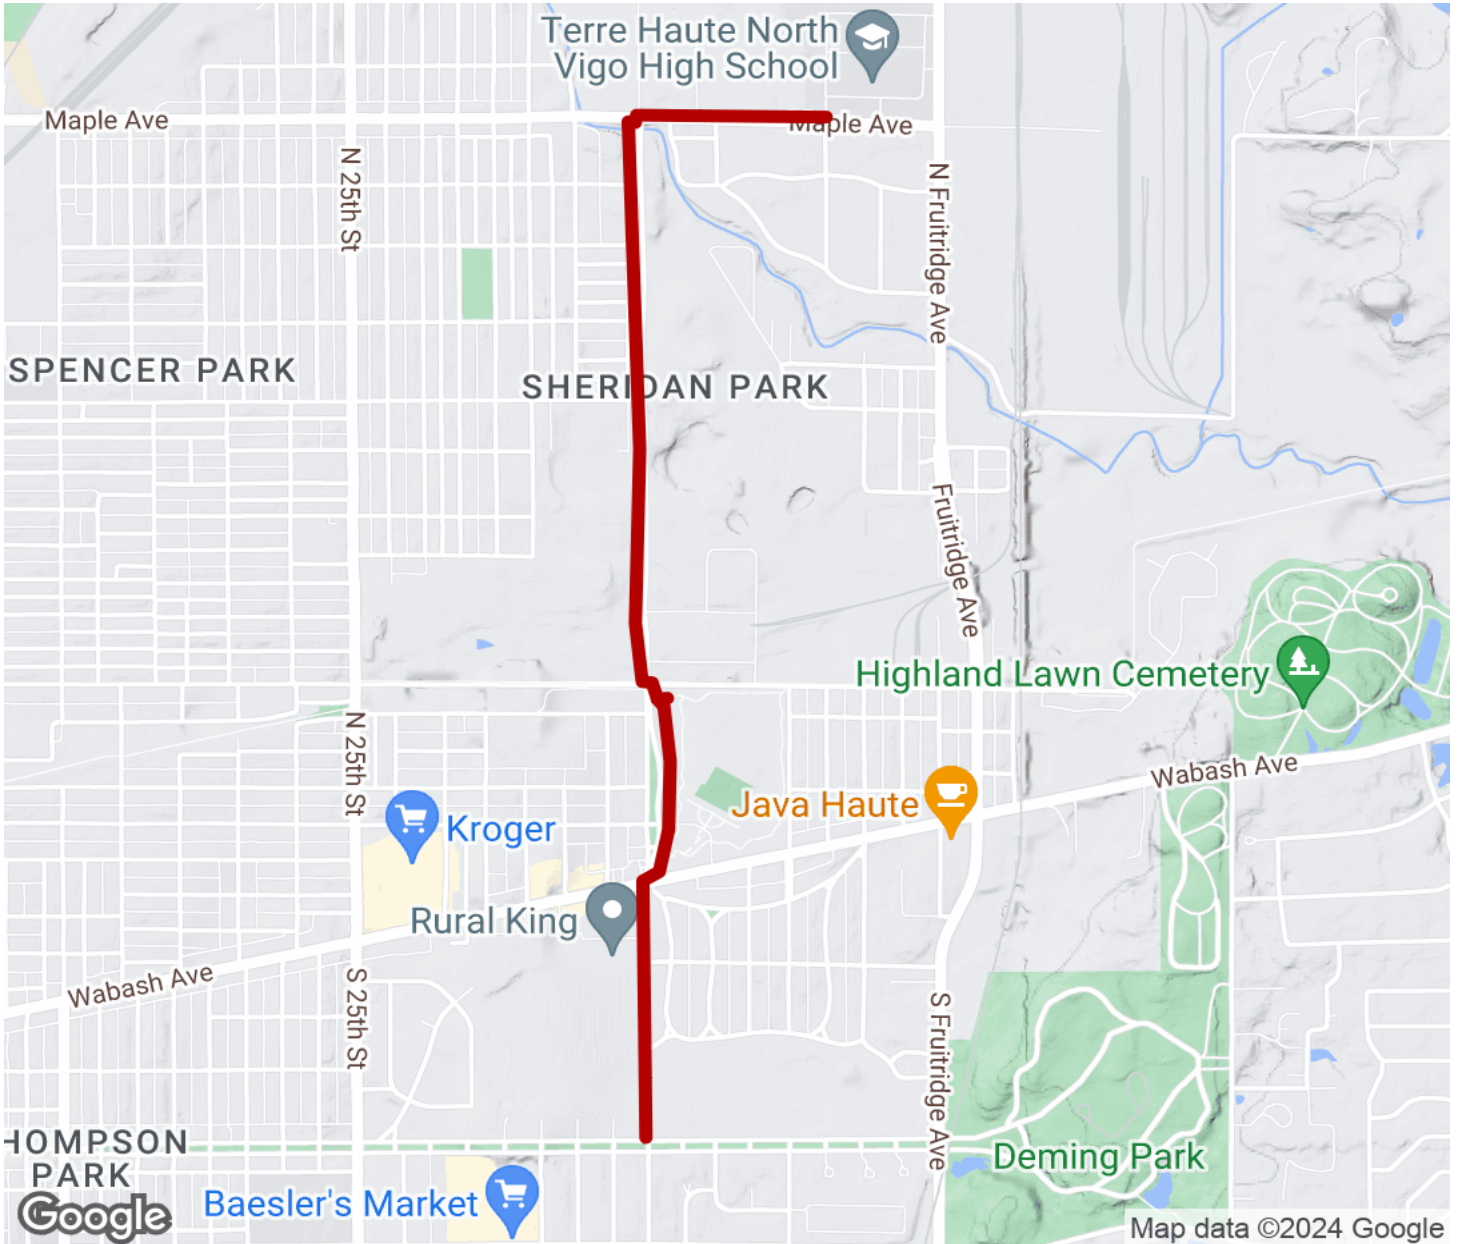 Terre Haute North
Vigo High School
Maple Ave
Maple Ave
N 25th St
N Fruitridge Ave
SPENCER PARK
SHERIDAN PARK
Fruitridge Ave
Highland Lawn Cemetery
N 25th St
Wabash Ave
Java Haute
Kroger
Rural King
Wabash Ave
S 25th St
S Fruitridge Ave
HOMPSON
PARK
Deming Park
Baesler's Market
Google
Map data ©2024 Google